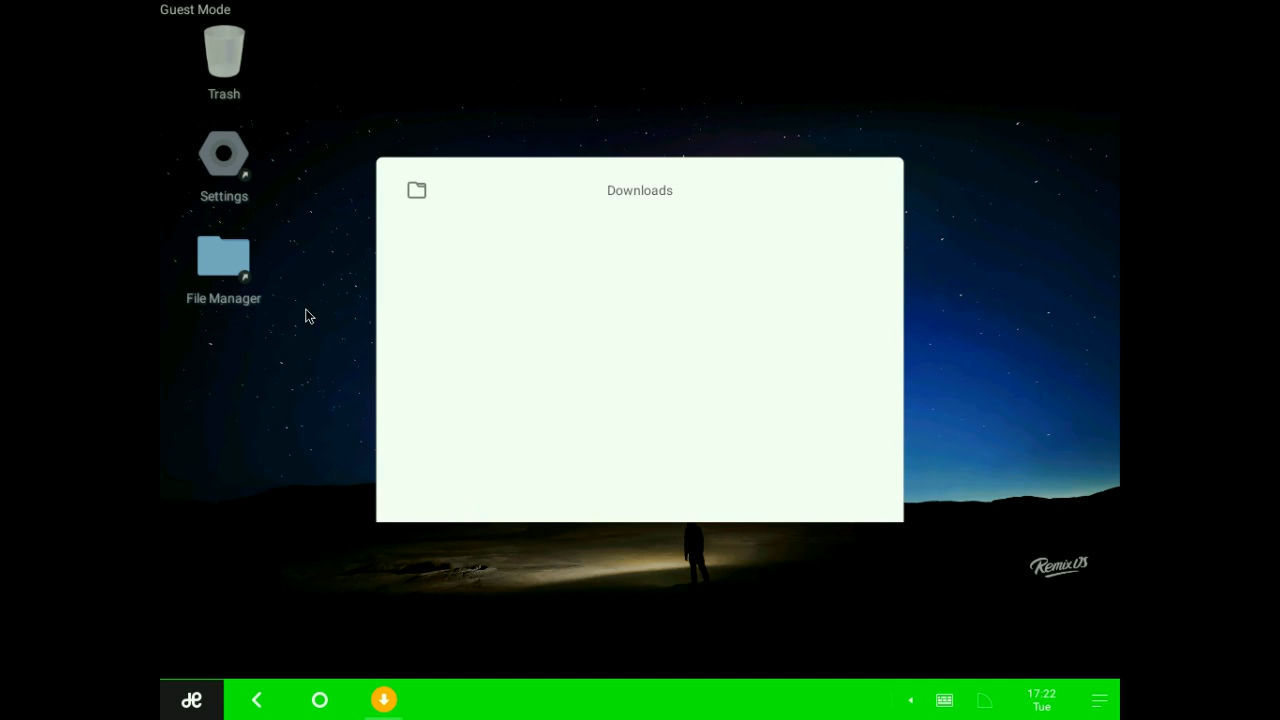 Guest Mode
Trash
Settings
File Manager
Downloads
Remix OS
17:22
Tue